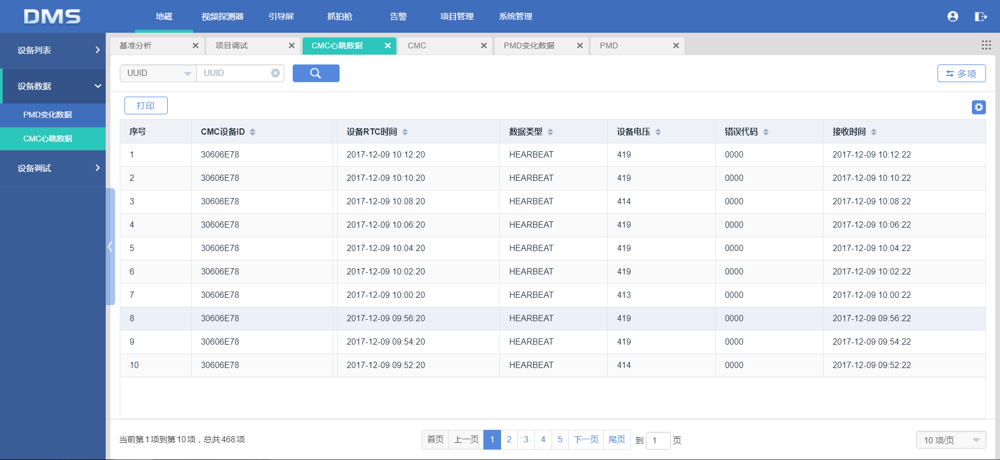 DMS 地磁 视频探测器 引导屏 抓拍枪 告警 项目管理 系统管理
设备列表
设备数据
PMD变化数据
CMC心跳数据
设备调试
基准分析 项目调试 CMC心跳数据 CMC PMD变化数据 PMD
UUID UUID 多项
打印
序号 CMC设备ID 设备RTC时间 数据类型 设备电压 错误代码 接收时间
1 30606E78 2017-12-09 10:12:20 HEARBEAT 419 0000 2017-12-09 10:12:22
2 30606E78 2017-12-09 10:10:20 HEARBEAT 419 0000 2017-12-09 10:10:22
3 30606E78 2017-12-09 10:08:20 HEARBEAT 414 0000 2017-12-09 10:08:22
4 30606E78 2017-12-09 10:06:20 HEARBEAT 419 0000 2017-12-09 10:06:22
5 30606E78 2017-12-09 10:04:20 HEARBEAT 419 0000 2017-12-09 10:04:22
6 30606E78 2017-12-09 10:02:20 HEARBEAT 419 0000 2017-12-09 10:02:22
7 30606E78 2017-12-09 10:00:20 HEARBEAT 413 0000 2017-12-09 10:00:22
8 30606E78 2017-12-09 09:56:20 HEARBEAT 419 0000 2017-12-09 09:56:22
9 30606E78 2017-12-09 09:54:20 HEARBEAT 419 0000 2017-12-09 09:54:22
10 30606E78 2017-12-09 09:52:20 HEARBEAT 414 0000 2017-12-09 09:52:22
当前第1项到第10项，总共468项 首页 上一页 1 2 3 4 5 下一页 尾页 到 1 页 10 项/页